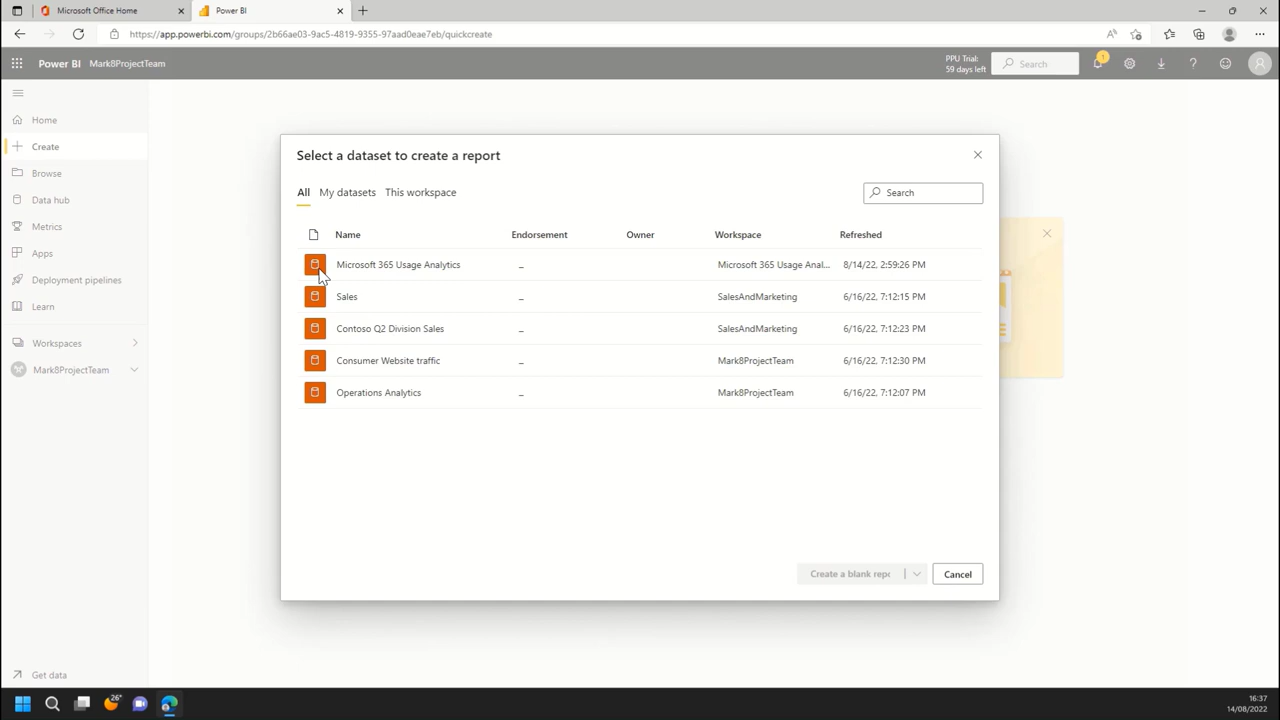 Microsoft Office Home
Power BI
https://app.powerbi.com/groups/2b66ae03-9ac5-4819-9355-97aad0eae7eb/quickcreate
Power BI Mark8ProjectTeam
PPU Trial:
59 days left
Search
1
Home
Create
Browse
Data hub
Metrics
Apps
Deployment pipelines
Learn
Workspaces
Mark8ProjectTeam
Get data
Select a dataset to create a report
All My datasets This workspace
Search
Name Endorsement Owner Workspace Refreshed
Microsoft 365 Usage Analytics – Microsoft 365 Usage Anal... 8/14/22, 2:59:26 PM
Sales – SalesAndMarketing 6/16/22, 7:12:15 PM
Contoso Q2 Division Sales – SalesAndMarketing 6/16/22, 7:12:23 PM
Consumer Website traffic – Mark8ProjectTeam 6/16/22, 7:12:30 PM
Operations Analytics – Mark8ProjectTeam 6/16/22, 7:12:07 PM
Create a blank repo
Cancel
26°
16:37
14/08/2022